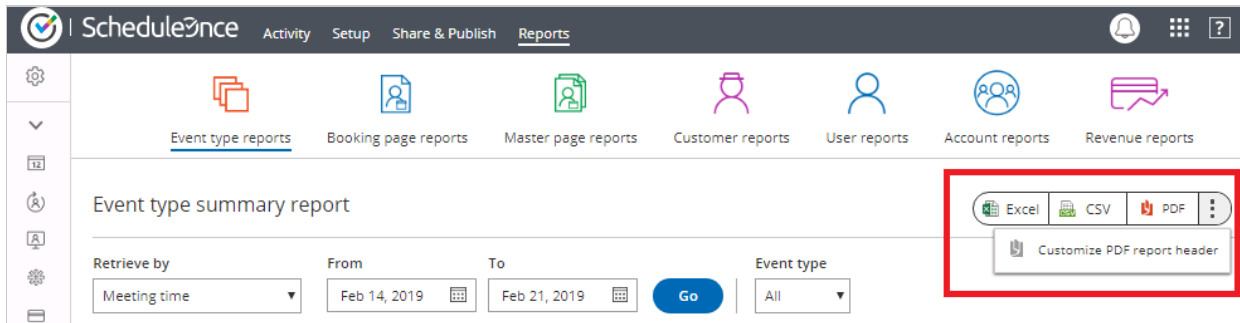 ScheduleOnce Activity Setup Share & Publish Reports ?
Event type reports Booking page reports Master page reports Customer reports User reports Account reports Revenue reports
12
Event type summary report
Excel CSV PDF
Customize PDF report header
Retrieve by From To Event type
Meeting time Feb 14, 2019 Feb 21, 2019 Go All